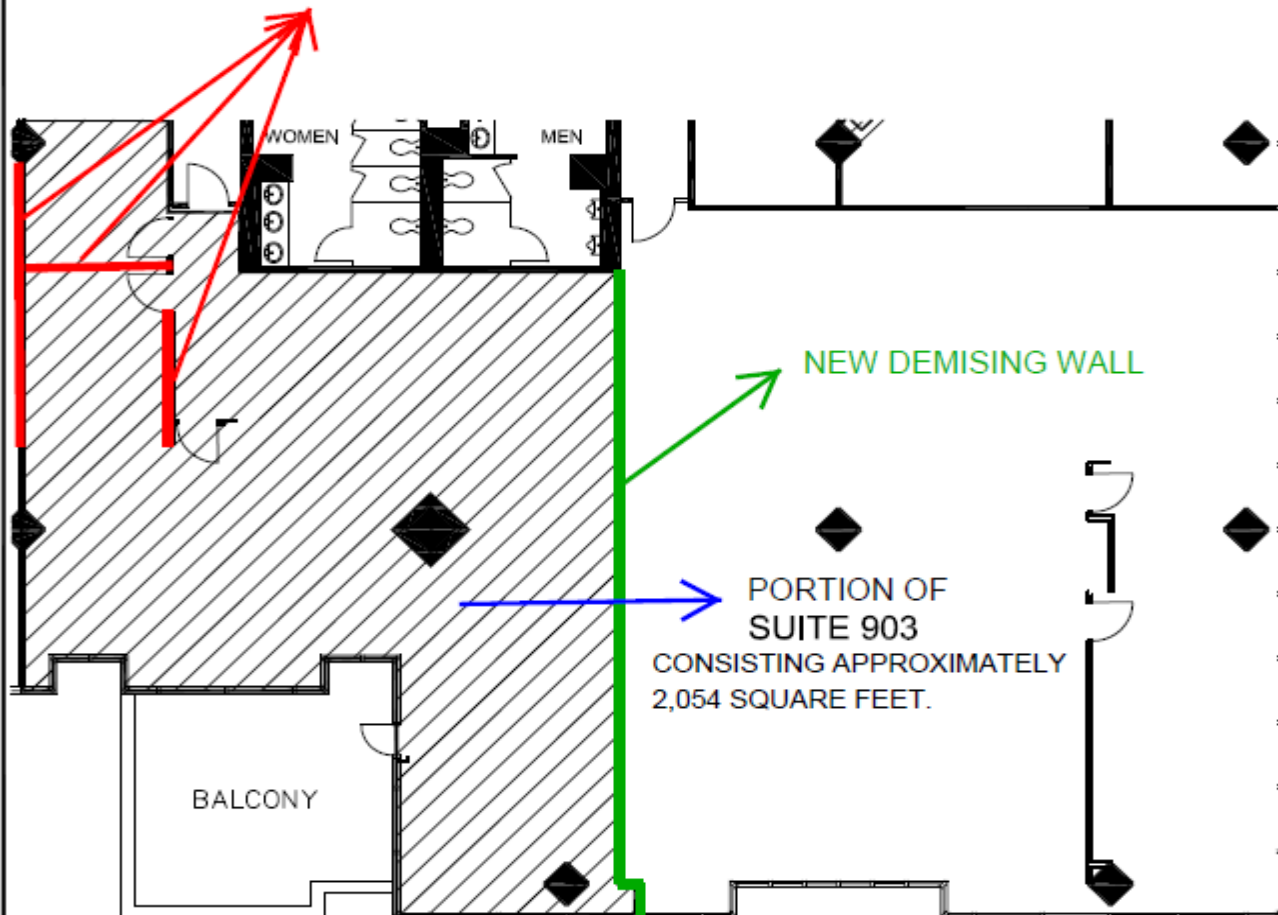 WOMEN
MEN
NEW DEMISING WALL
PORTION OF
SUITE 903
CONSISTING APPROXIMATELY
2,054 SQUARE FEET.
BALCONY